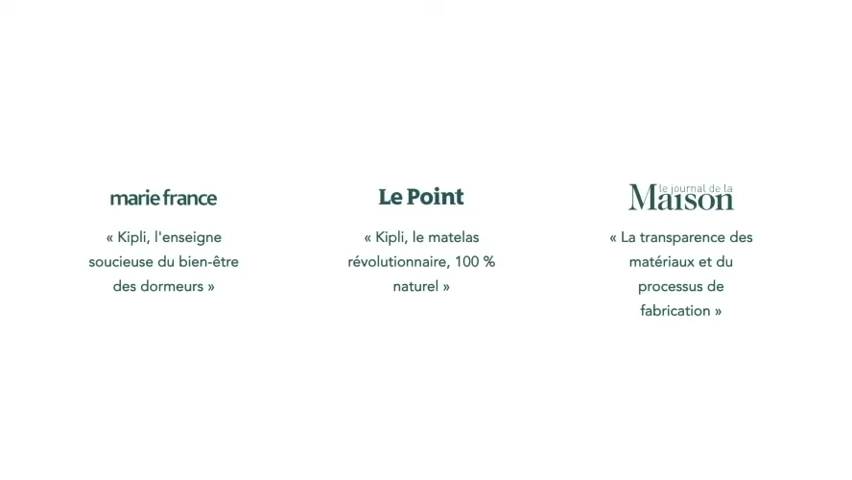 marie france
« Kipli, l'enseigne
soucieuse du bien-être
des dormeurs »
Le Point
« Kipli, le matelas
révolutionnaire, 100 %
naturel »
le journal de la
Maison
« La transparence des
matériaux et du
processus de
fabrication »